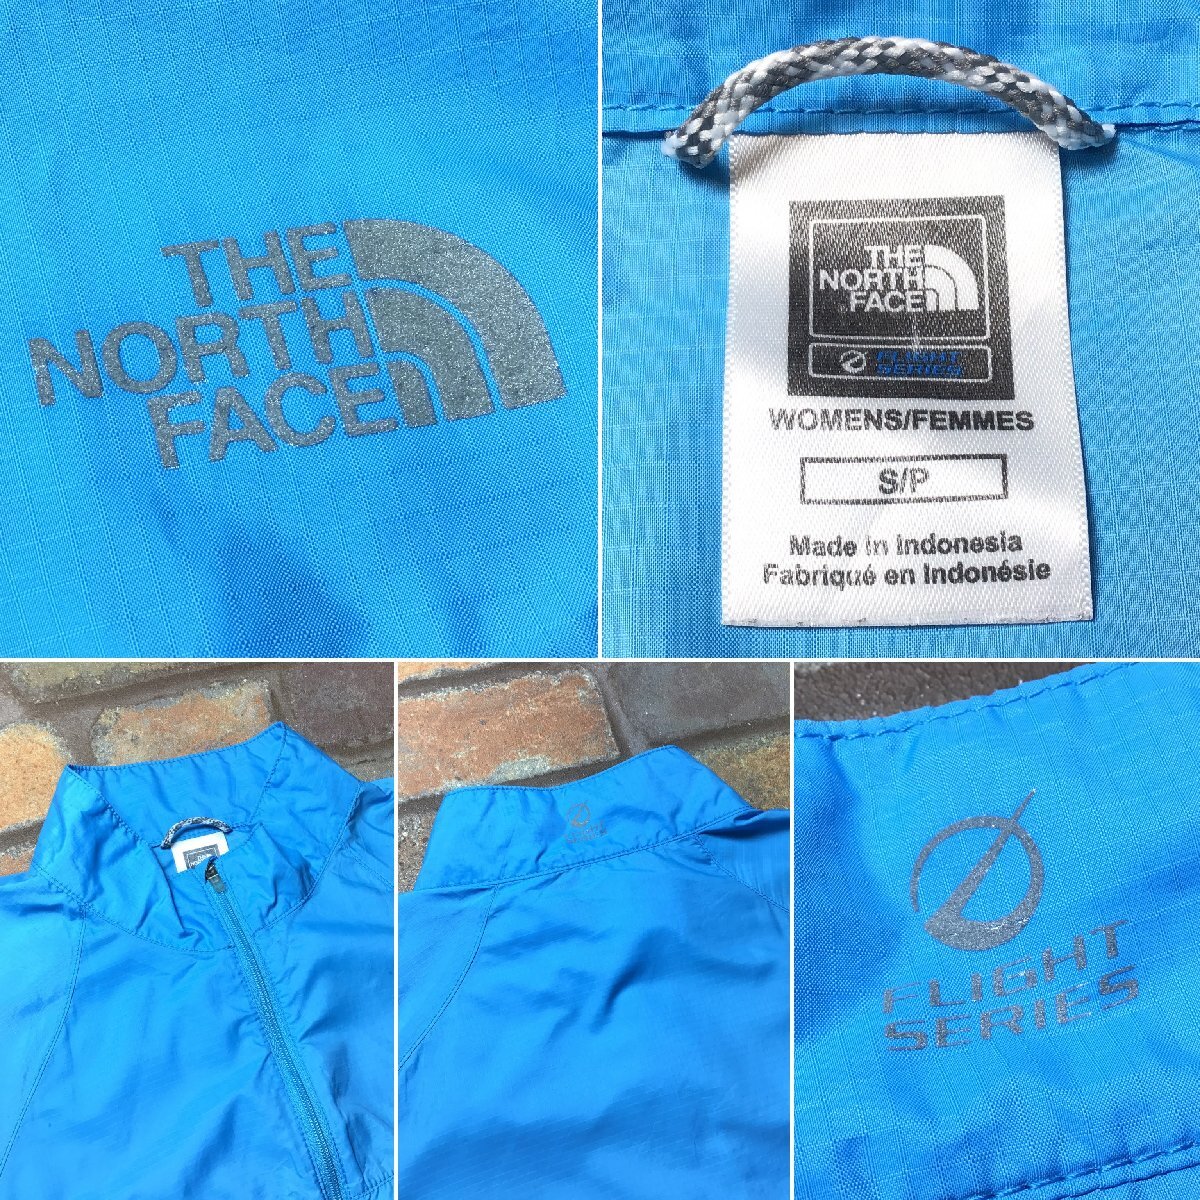 THE
NORTH
FACE
THE
NORTH
FACE
FLIGHT
SERIES
WOMENS/FEMMES
S/P
Made in Indonesia
Fabriqué en Indonésie
FLIGHT
SERIES